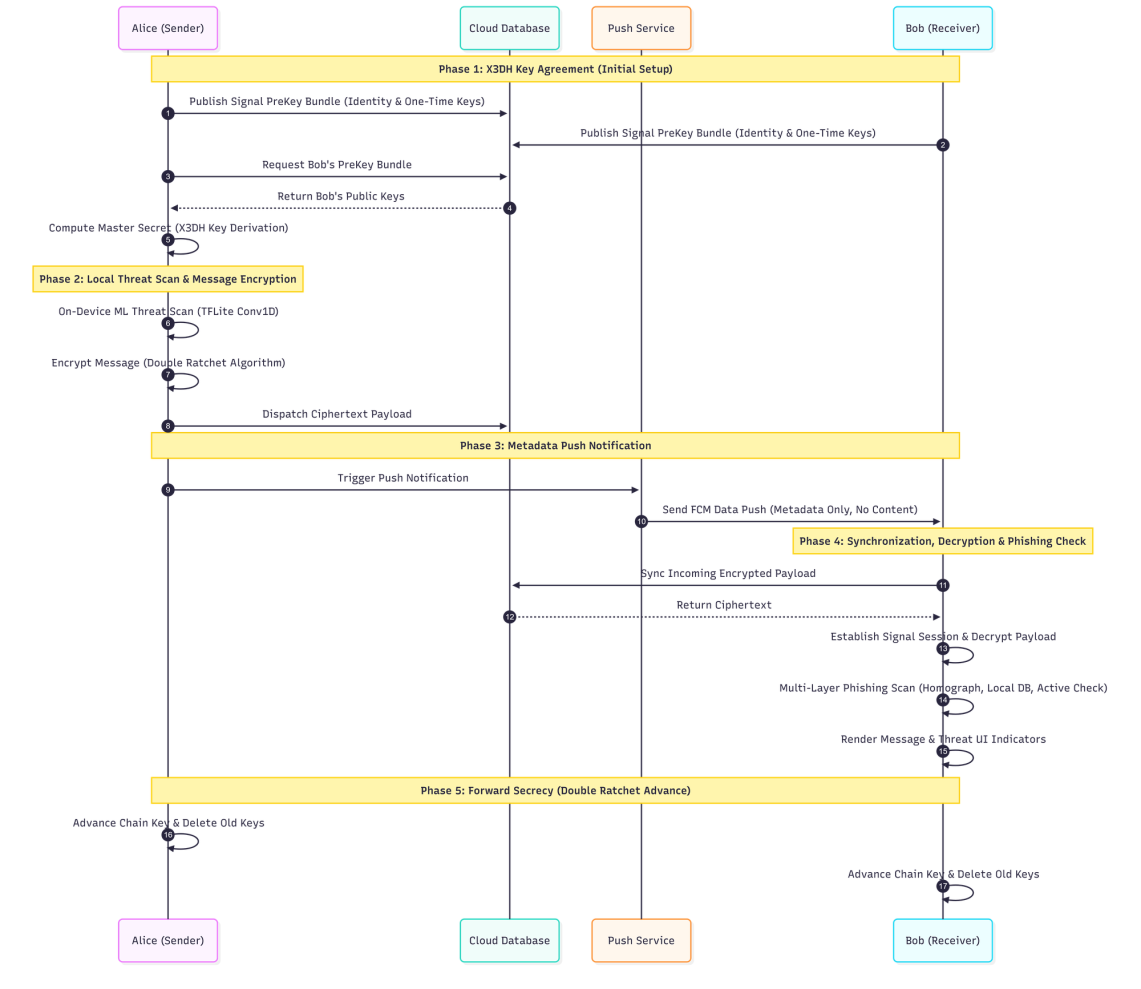 Alice (Sender)
Cloud Database
Push Service
Bob (Receiver)
Phase 1: X3DH Key Agreement (Initial Setup)
Publish Signal PreKey Bundle (Identity & One-Time Keys)
1
Publish Signal PreKey Bundle (Identity & One-Time Keys)
2
Request Bob's PreKey Bundle
3
Return Bob's Public Keys
4
Compute Master Secret (X3DH Key Derivation)
5
Phase 2: Local Threat Scan & Message Encryption
On-Device ML Threat Scan (TFLite Conv1D)
6
Encrypt Message (Double Ratchet Algorithm)
7
Dispatch Ciphertext Payload
8
Phase 3: Metadata Push Notification
Trigger Push Notification
9
Send FCM Data Push (Metadata Only, No Content)
10
Phase 4: Synchronization, Decryption & Phishing Check
Sync Incoming Encrypted Payload
11
Return Ciphertext
12
Establish Signal Session & Decrypt Payload
13
Multi-Layer Phishing Scan (Homograph, Local DB, Active Check)
14
Render Message & Threat UI Indicators
15
Phase 5: Forward Secrecy (Double Ratchet Advance)
Advance Chain Key & Delete Old Keys
16
Advance Chain Key & Delete Old Keys
17
Alice (Sender)
Cloud Database
Push Service
Bob (Receiver)